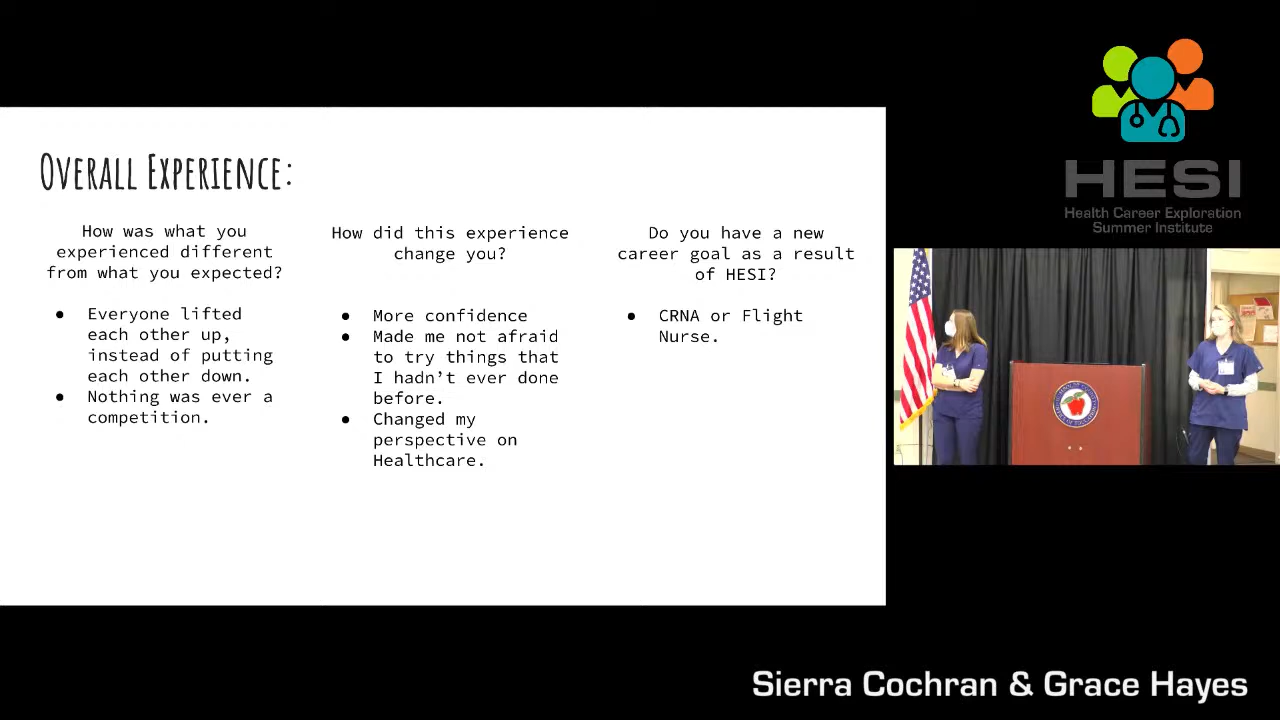 HESI
Health Career Exploration
Summer Institute
OVERALL EXPERIENCE:
How was what you
experienced different
from what you expected?
● Everyone lifted
each other up,
instead of putting
each other down.
● Nothing was ever a
competition.
How did this experience
change you?
● More confidence
● Made me not afraid
to try things that
I hadn't ever done
before.
● Changed my
perspective on
Healthcare.
Do you have a new
career goal as a result
of HESI?
● CRNA or Flight
Nurse.
Sierra Cochran & Grace Hayes